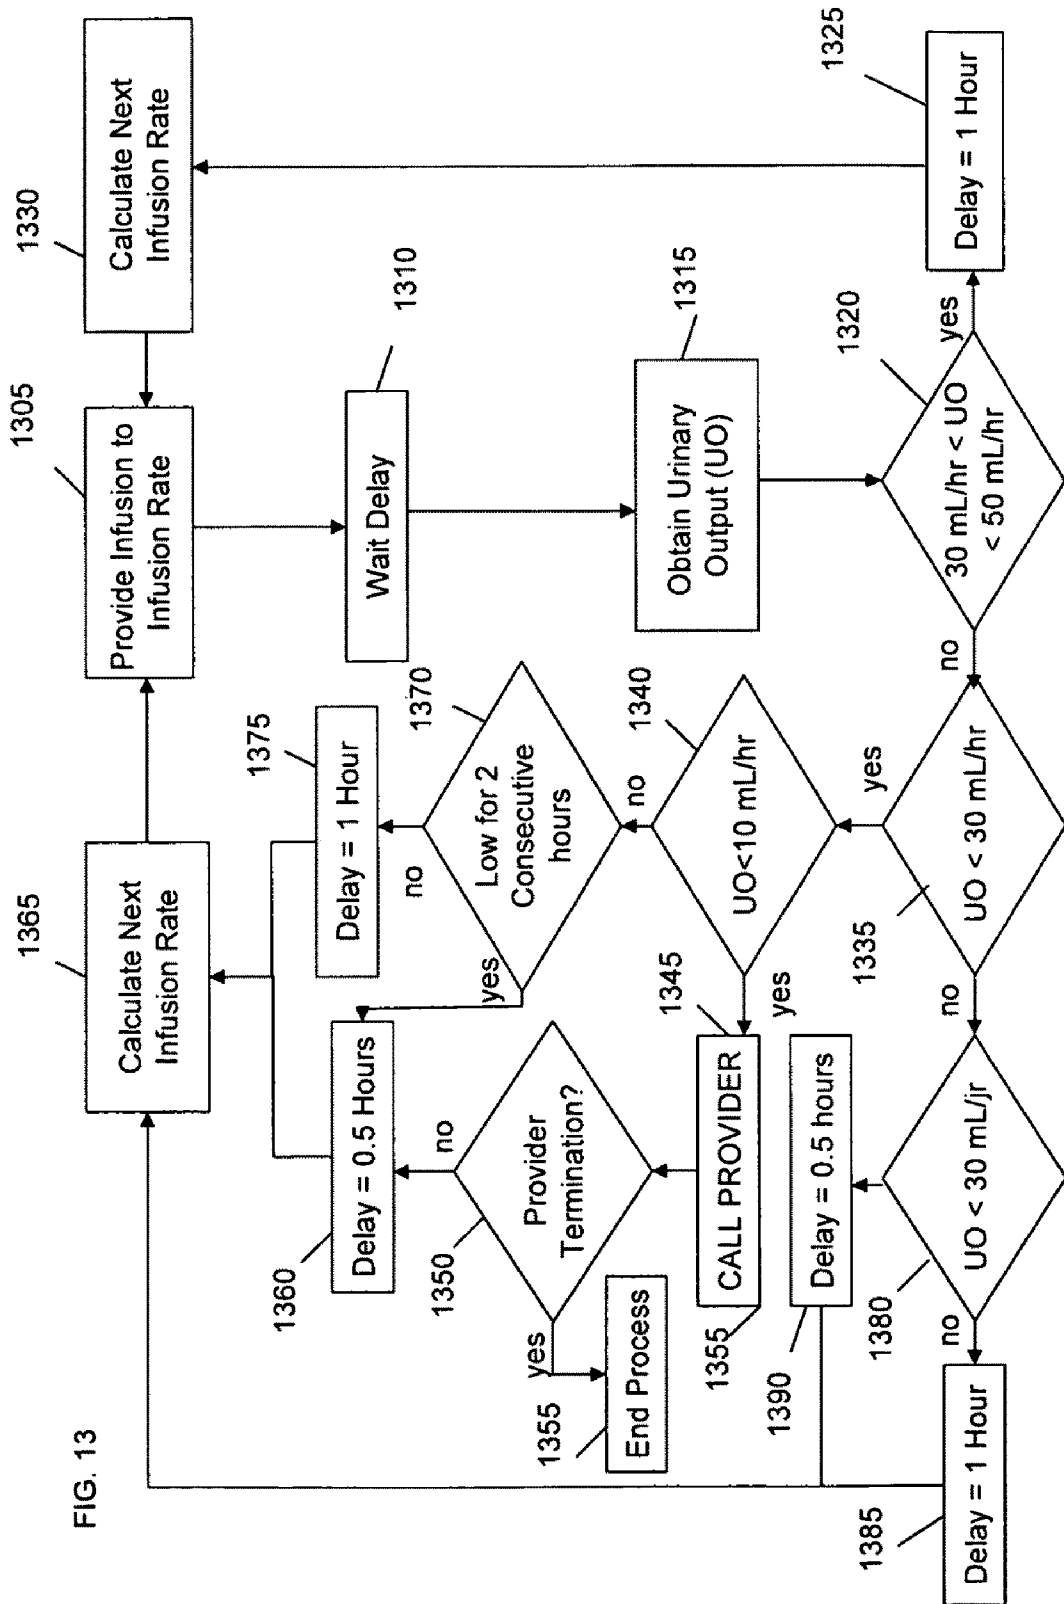 FIG. 13
1365
Calculate Next
Infusion Rate
1305
Provide Infusion to
Infusion Rate
1330
Calculate Next
Infusion Rate
1360
Delay = 0.5 Hours
1375
Delay = 1 Hour
1310
Wait Delay
1350
Provider
Termination?
no
yes
1355
End Process
1370
Low for 2
Consecutive
hours
no
yes
1315
Obtain Urinary
Output (UO)
1345
CALL PROVIDER
1355
1340
UO<10 mL/hr
no
yes
1390
Delay = 0.5 hours
1320
30 mL/hr < UO
< 50 mL/hr
yes
no
1325
Delay = 1 Hour
1335
UO < 30 mL/hr
yes
no
1380
UO < 30 mL/jr
no
1385
Delay = 1 Hour